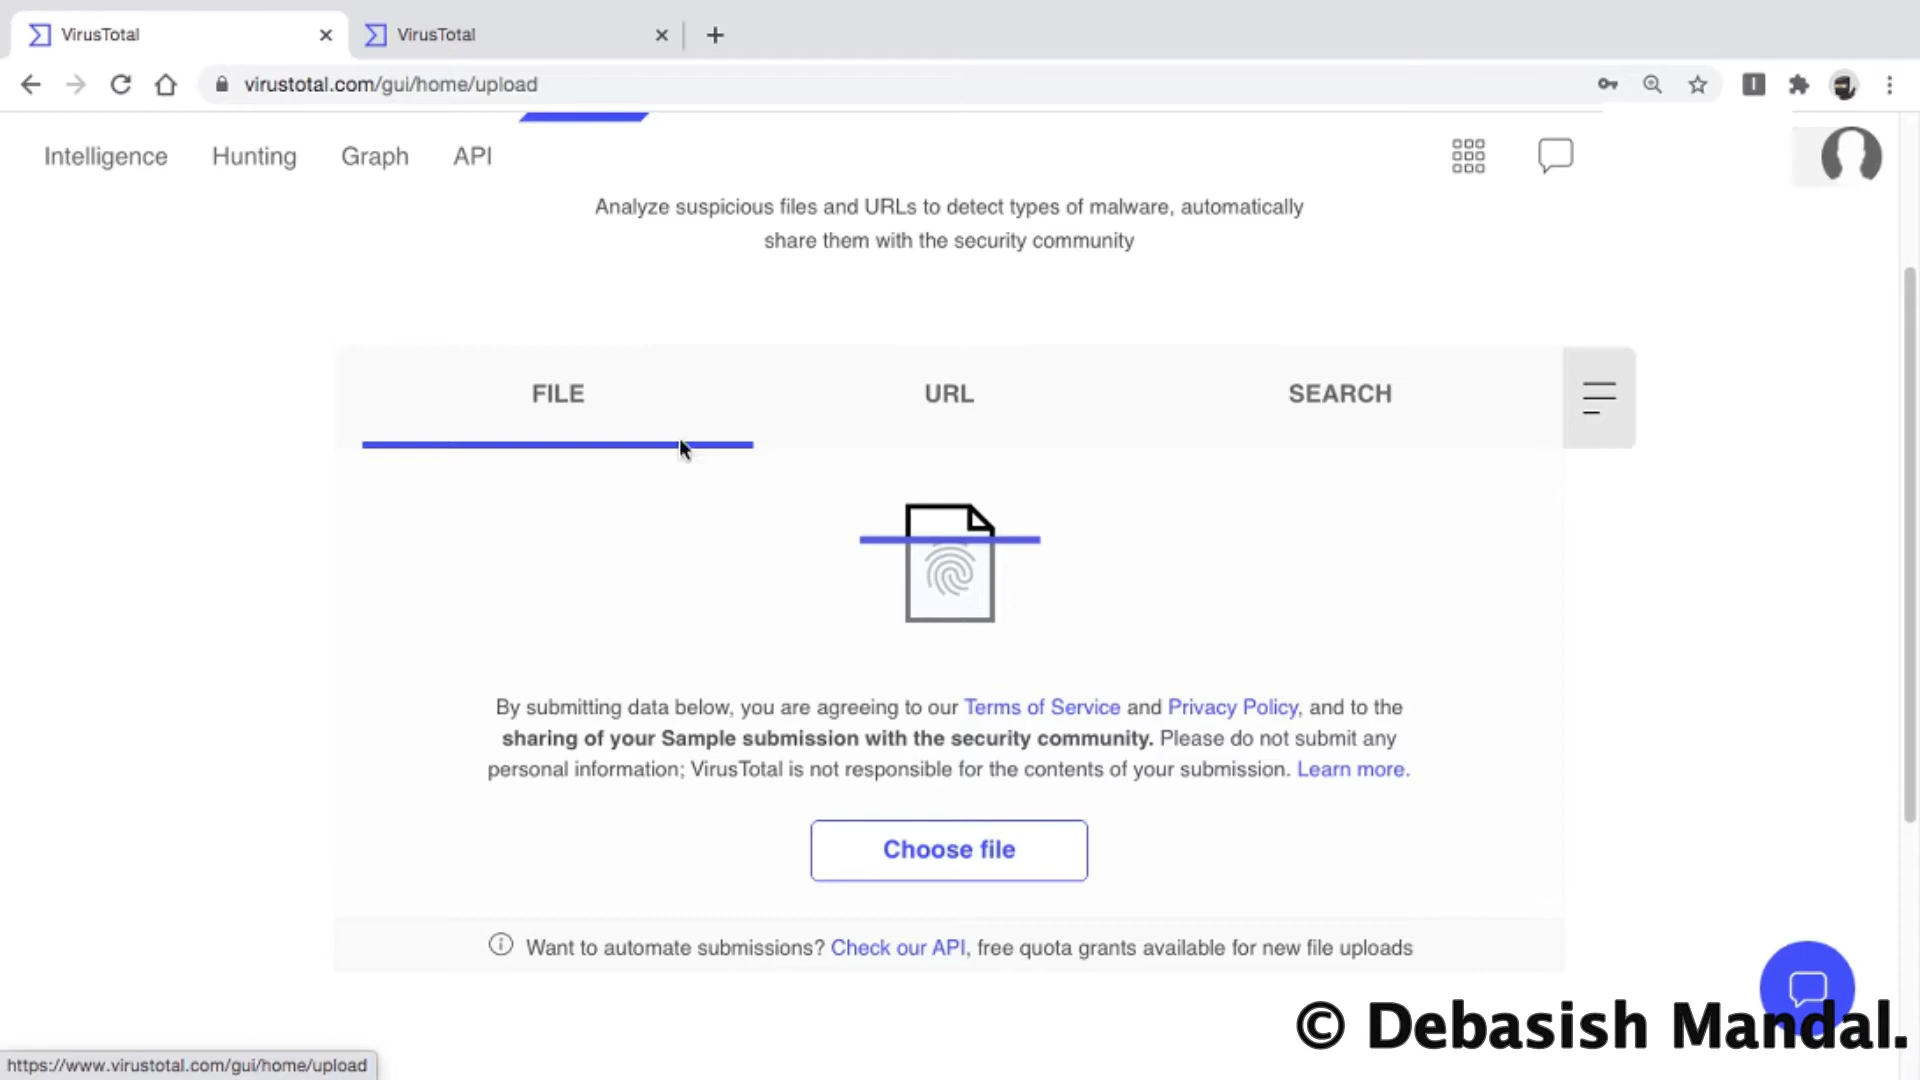 VirusTotal
VirusTotal
virustotal.com/gui/home/upload
Intelligence
Hunting
Graph
API
Analyze suspicious files and URLs to detect types of malware, automatically
share them with the security community
FILE
URL
SEARCH
By submitting data below, you are agreeing to our Terms of Service and Privacy Policy, and to the
sharing of your Sample submission with the security community. Please do not submit any
personal information; VirusTotal is not responsible for the contents of your submission. Learn more.
Choose file
Want to automate submissions? Check our API, free quota grants available for new file uploads
© Debasish Mandal.
https://www.virustotal.com/gui/home/upload